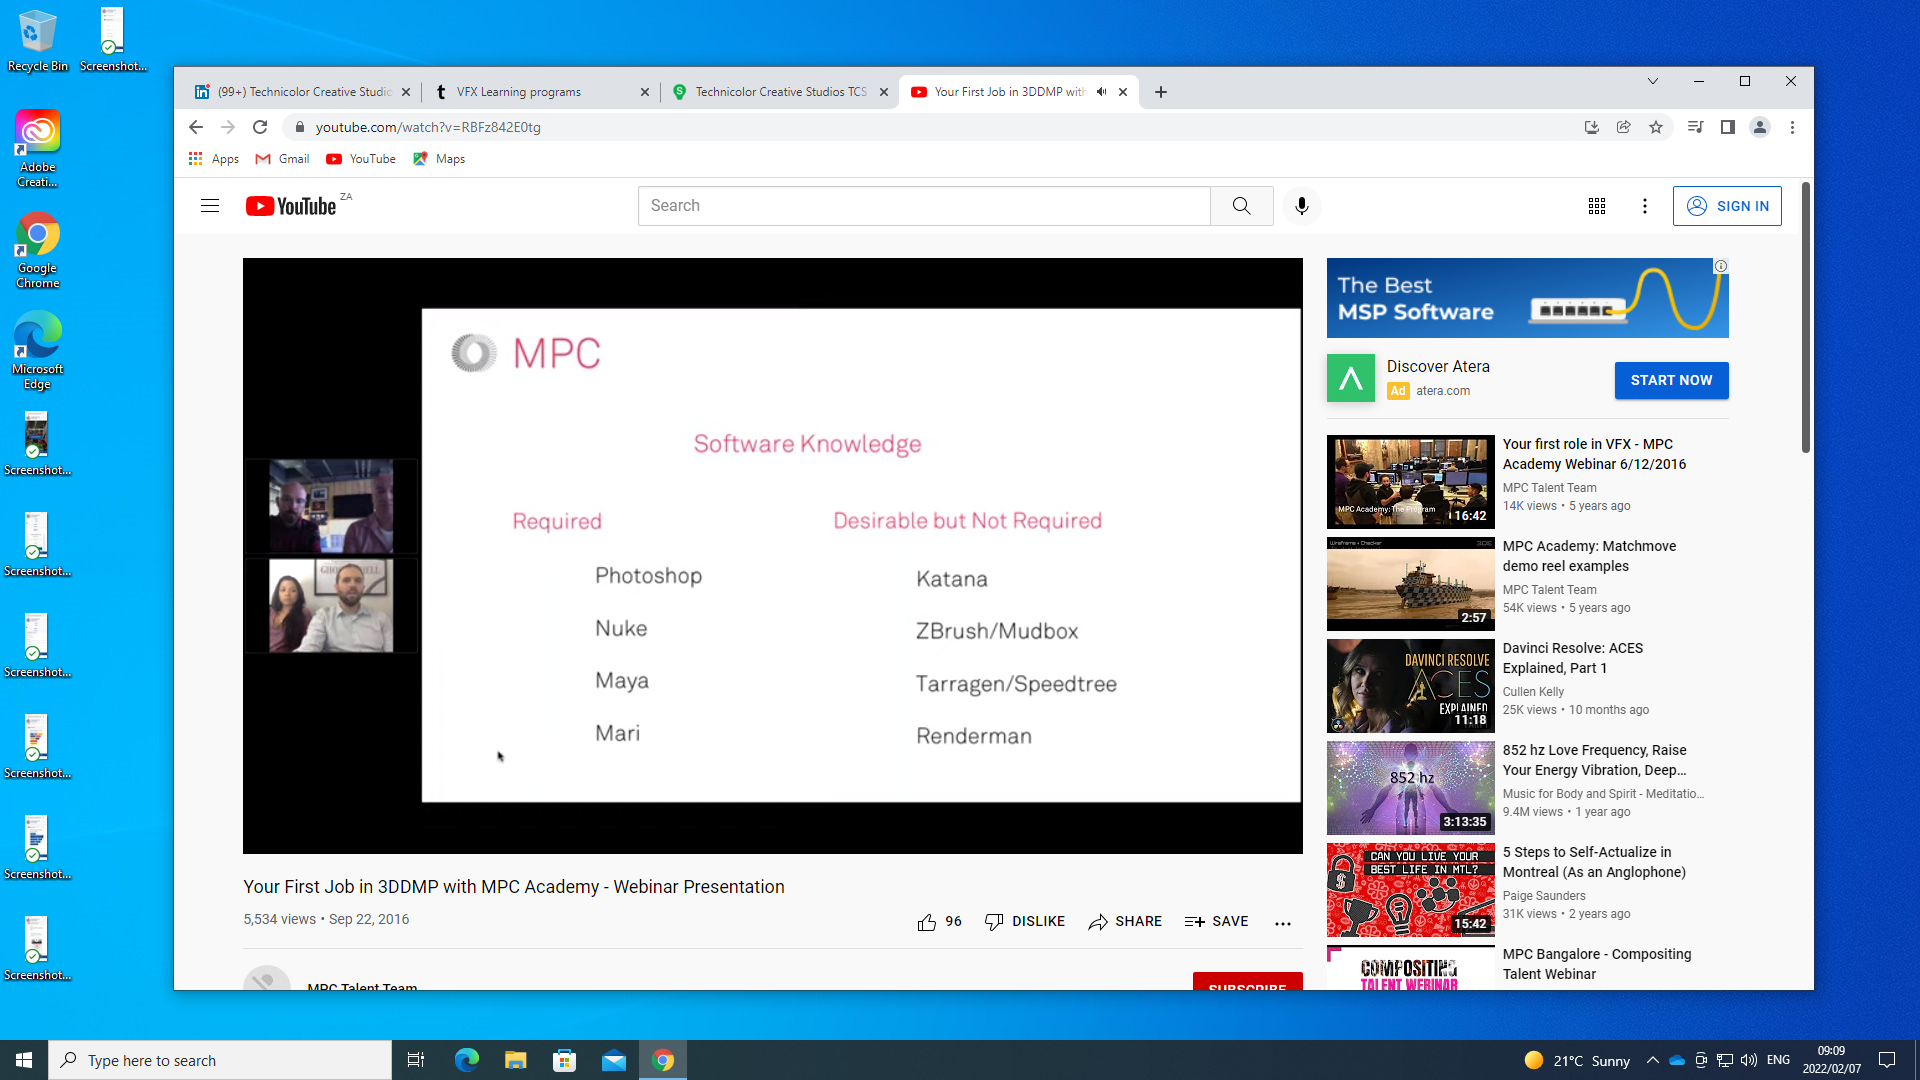 Recycle Bin
Screenshot...
Adobe
Creati...
Google
Chrome
Microsoft
Edge
Screenshot...
Screenshot...
Screenshot...
Screenshot...
Screenshot...
Screenshot...
(99+) Technicolor Creative Studio
VFX Learning programs
Technicolor Creative Studios TCS
Your First Job in 3DDMP with
youtube.com/watch?v=RBFz842E0tg
Apps
Gmail
YouTube
Maps
YouTube ZA
Search
SIGN IN
MPC
Software Knowledge
Required
Desirable but Not Required
Photoshop
Katana
Nuke
ZBrush/Mudbox
Maya
Tarragen/Speedtree
Mari
Renderman
Your First Job in 3DDMP with MPC Academy - Webinar Presentation
5,534 views • Sep 22, 2016
96
DISLIKE
SHARE
SAVE
MPC Talent Team
SUBSCRIBE
The Best
MSP Software
Discover Atera
Ad atera.com
START NOW
MPC Academy: The Program
16:42
Your first role in VFX - MPC
Academy Webinar 6/12/2016
MPC Talent Team
14K views • 5 years ago
Wireframe + Checker
3DE
2:57
MPC Academy: Matchmove
demo reel examples
MPC Talent Team
54K views • 5 years ago
DAVINCI RESOLVE
ACES
EXPLAINED
11:18
Davinci Resolve: ACES
Explained, Part 1
Cullen Kelly
25K views • 10 months ago
852 hz
3:13:35
852 hz Love Frequency, Raise
Your Energy Vibration, Deep...
Music for Body and Spirit - Meditatio...
9.4M views • 1 year ago
CAN YOU LIVE YOUR
BEST LIFE IN MTL?
15:42
5 Steps to Self-Actualize in
Montreal (As an Anglophone)
Paige Saunders
31K views • 2 years ago
COMPOSITING
TALENT WEBINAR
MPC Bangalore - Compositing
Talent Webinar
Type here to search
21°C Sunny
ENG
09:09
2022/02/07